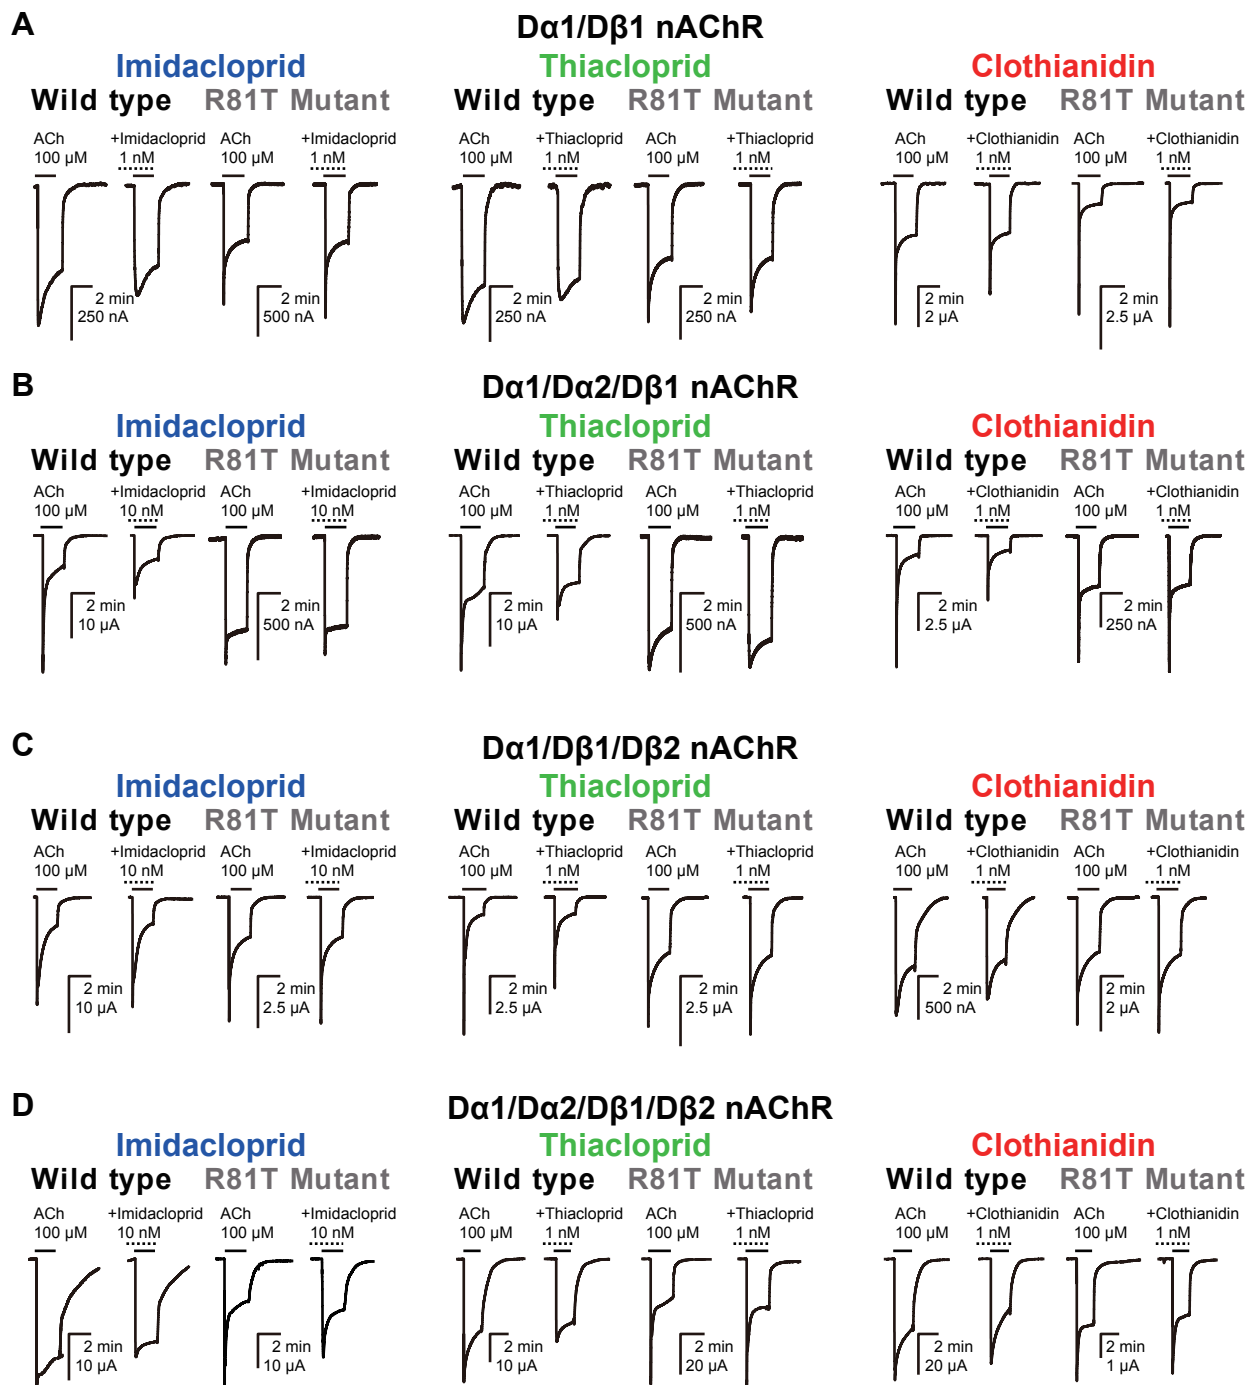 A
Dα1/Dβ1 nAChR
Imidacloprid Thiacloprid Clothianidin
Wild type R81T Mutant Wild type R81T Mutant Wild type R81T Mutant
ACh +Imidacloprid ACh +Imidacloprid ACh +Thiacloprid ACh +Thiacloprid ACh +Clothianidin ACh +Clothianidin
100 µM 1 nM 100 µM 1 nM 100 µM 1 nM 100 µM 1 nM 100 µM 1 nM 100 µM 1 nM
2 min 2 min 2 min 2 min 2 min 2 min
250 nA 500 nA 250 nA 250 nA 2 µA 2.5 µA
B
Dα1/Dα2/Dβ1 nAChR
Imidacloprid Thiacloprid Clothianidin
Wild type R81T Mutant Wild type R81T Mutant Wild type R81T Mutant
ACh +Imidacloprid ACh +Imidacloprid ACh +Thiacloprid ACh +Thiacloprid ACh +Clothianidin ACh +Clothianidin
100 µM 10 nM 100 µM 10 nM 100 µM 1 nM 100 µM 1 nM 100 µM 1 nM 100 µM 1 nM
2 min 2 min 2 min 2 min 2 min 2 min
10 µA 500 nA 10 µA 500 nA 2.5 µA 250 nA
C
Dα1/Dβ1/Dβ2 nAChR
Imidacloprid Thiacloprid Clothianidin
Wild type R81T Mutant Wild type R81T Mutant Wild type R81T Mutant
ACh +Imidacloprid ACh +Imidacloprid ACh +Thiacloprid ACh +Thiacloprid ACh +Clothianidin ACh +Clothianidin
100 µM 10 nM 100 µM 10 nM 100 µM 1 nM 100 µM 1 nM 100 µM 1 nM 100 µM 1 nM
2 min 2 min 2 min 2 min 2 min 2 min
10 µA 2.5 µA 2.5 µA 2.5 µA 500 nA 2 µA
D
Dα1/Dα2/Dβ1/Dβ2 nAChR
Imidacloprid Thiacloprid Clothianidin
Wild type R81T Mutant Wild type R81T Mutant Wild type R81T Mutant
ACh +Imidacloprid ACh +Imidacloprid ACh +Thiacloprid ACh +Thiacloprid ACh +Clothianidin ACh +Clothianidin
100 µM 10 nM 100 µM 10 nM 100 µM 1 nM 100 µM 1 nM 100 µM 1 nM 100 µM 1 nM
2 min 2 min 2 min 2 min 2 min 2 min
10 µA 10 µA 10 µA 20 µA 20 µA 1 µA